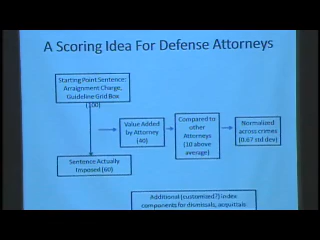 A Scoring Idea For Defense Attorneys
Starting Point Sentence:
Arraignment Charge,
Guideline Grid Box
(100)
Value Added
by Attorney
(40)
Compared to
other
Attorneys
(10 above
average)
Normalized
across crimes
(0.67 std dev)
Sentence Actually
Imposed (60)
Additional (customized?) index
components for dismissals, acquittals